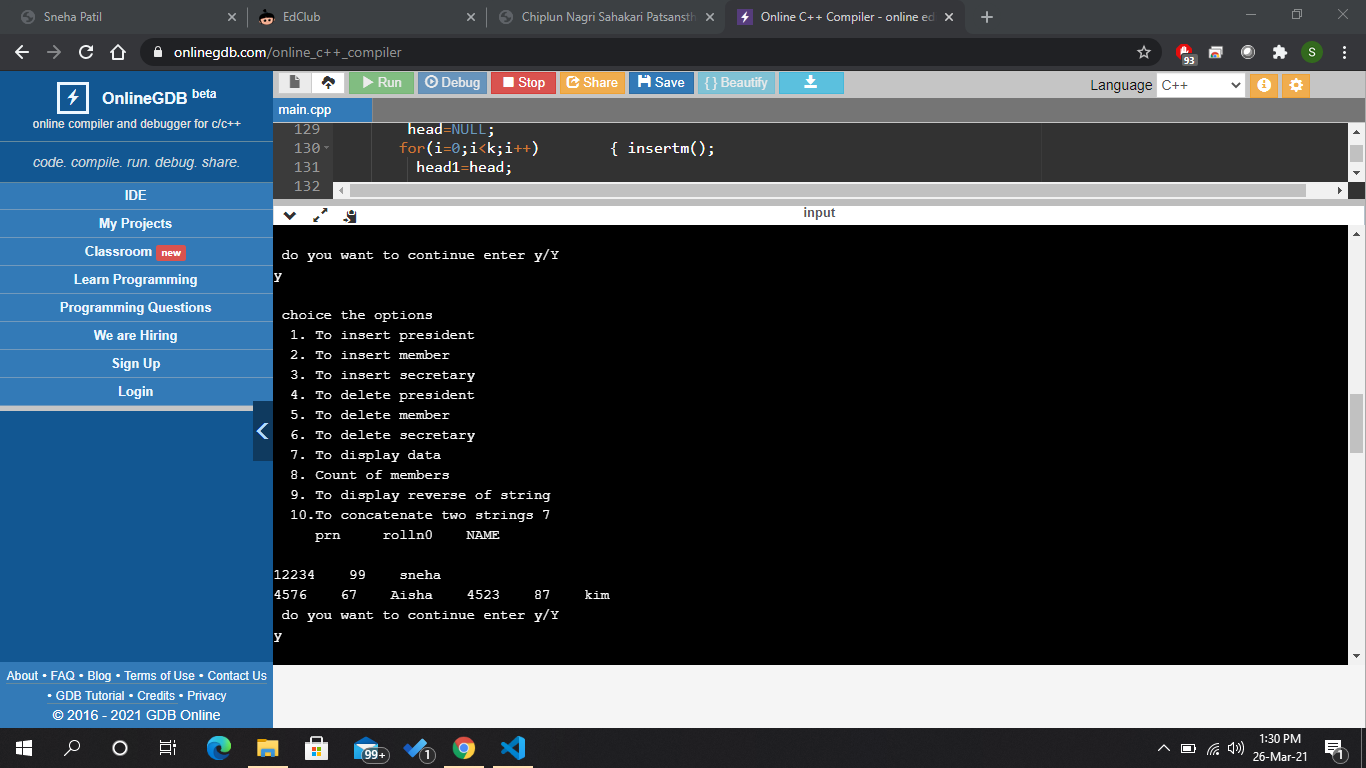 Sneha Patil
EdClub
Chiplun Nagri Sahakari Patsansth
Online C++ Compiler - online ed
onlinegdb.com/online_c++_compiler
93
S
OnlineGDB beta
online compiler and debugger for c/c++
code. compile. run. debug. share.
IDE
My Projects
Classroom new
Learn Programming
Programming Questions
We are Hiring
Sign Up
Login
About • FAQ • Blog • Terms of Use • Contact Us
• GDB Tutorial • Credits • Privacy
© 2016 - 2021 GDB Online
Run Debug Stop Share Save { } Beautify
Language C++
main.cpp
129 head=NULL;
130 for(i=0;i<k;i++) { insertm();
131 head1=head;
132
input
do you want to continue enter y/Y
y
choice the options
1. To insert president
2. To insert member
3. To insert secretary
4. To delete president
5. To delete member
6. To delete secretary
7. To display data
8. Count of members
9. To display reverse of string
10.To concatenate two strings 7
prn rolln0 NAME
12234 99 sneha
4576 67 Aisha 4523 87 kim
do you want to continue enter y/Y
y
99+
1
1:30 PM
26-Mar-21
1